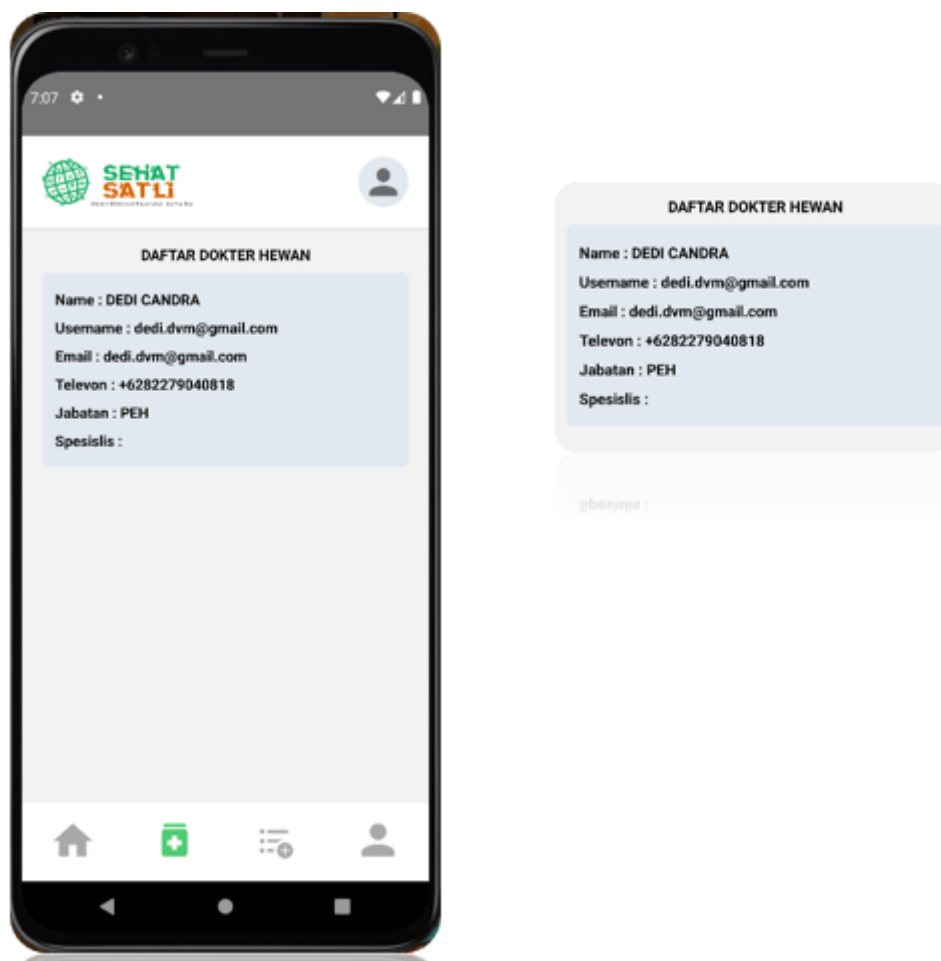 7:07
SEHAT
SATLi
DAFTAR DOKTER HEWAN
Name : DEDI CANDRA
Username : dedi.dvm@gmail.com
Email : dedi.dvm@gmail.com
Televon : +6282279040818
Jabatan : PEH
Spesislis :
DAFTAR DOKTER HEWAN
Name : DEDI CANDRA
Username : dedi.dvm@gmail.com
Email : dedi.dvm@gmail.com
Televon : +6282279040818
Jabatan : PEH
Spesislis :
Spesislis :